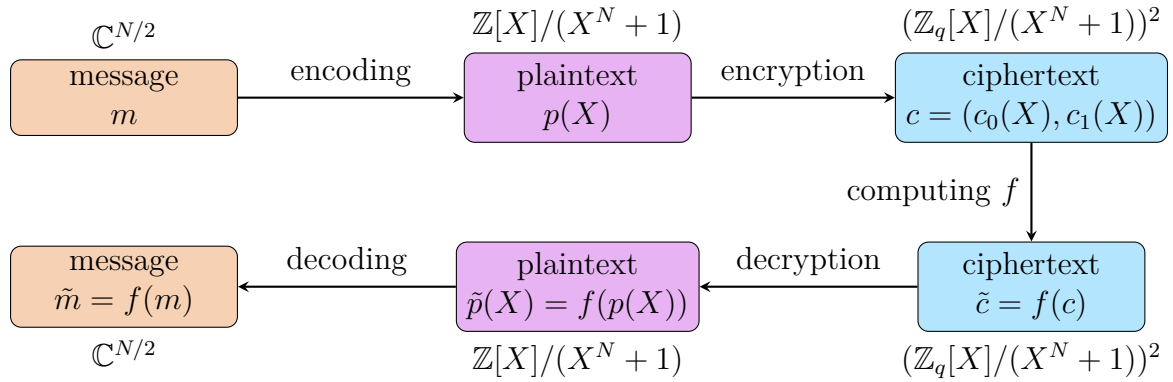 ℂ^{N/2}
ℤ[X]/(X^N + 1)
(ℤ_q[X]/(X^N + 1))^2
message
m
encoding
plaintext
p(X)
encryption
ciphertext
c = (c_0(X), c_1(X))
computing f
message
m̃ = f(m)
decoding
plaintext
p̃(X) = f(p(X))
decryption
ciphertext
c̃ = f(c)
ℂ^{N/2}
ℤ[X]/(X^N + 1)
(ℤ_q[X]/(X^N + 1))^2